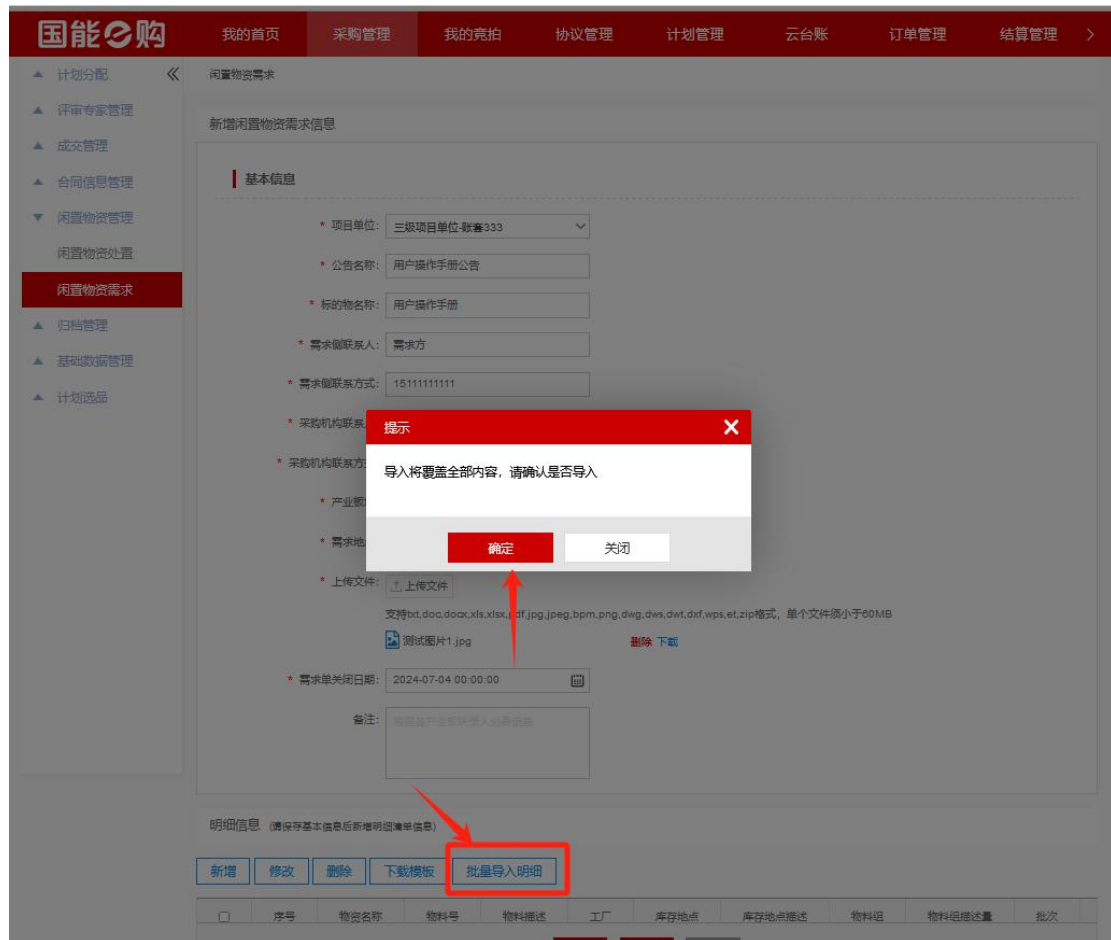 国能e购 我的首页 采购管理 我的竞拍 协议管理 计划管理 云台账 订单管理 结算管理
计划分配
评审专家管理
成交管理
合同信息管理
闲置物资管理
闲置物资处置
闲置物资需求
归档管理
基础数据管理
计划选品
闲置物资需求
新增闲置物资需求信息
基本信息
* 项目单位: 三级项目单位-账套333
* 公告名称: 用户操作手册公告
* 标的物名称: 用户操作手册
* 需求侧联系人: 需求方
* 需求侧联系方式: 15111111111
* 采购机构联系
* 采购机构联系方
* 产业板
* 需求地
提示
导入将覆盖全部内容，请确认是否导入
确定 关闭
* 上传文件: 上传文件
支持txt,doc,docx,xls,xlsx,pdf,jpg,jpeg,bpm,png,dwg,dws,dwt,dxf,wps,et,zip格式，单个文件须小于60MB
测试图片1.jpg 删除 下载
* 需求单关闭日期: 2024-07-04 00:00:00
备注:
明细信息 (请保存基本信息后新增明细清单信息)
新增 修改 删除 下载模板 批量导入明细
序号 物资名称 物料号 物料描述 工厂 库存地点 库存地点描述 物料组 物料组描述量 批次